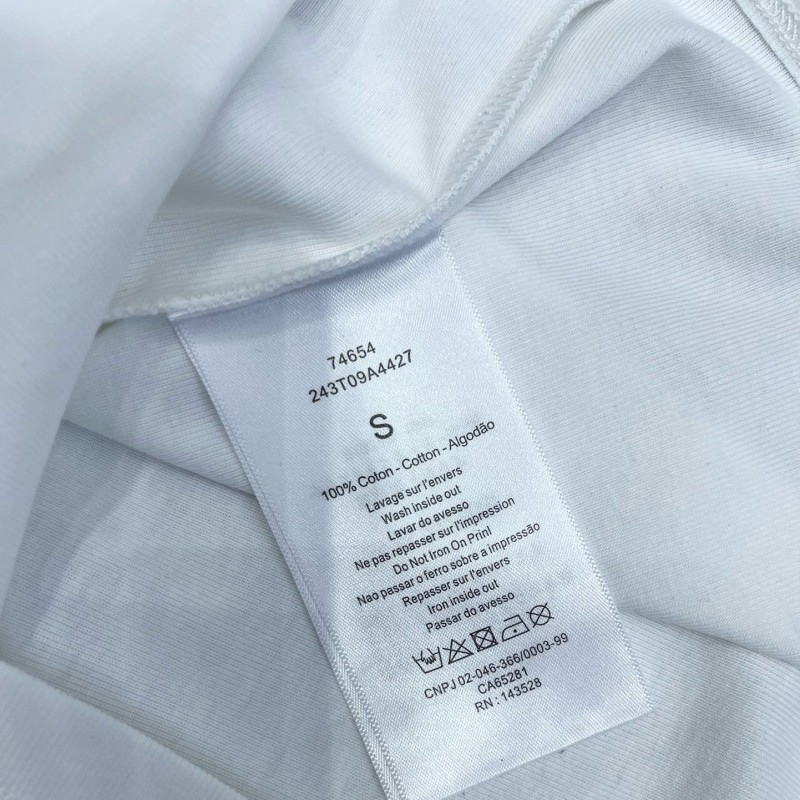 74654
243T09A4427
S
100% Coton - Cotton - Algodão
Lavage sur l'envers
Wash inside out
Lavar do avesso
Ne pas repasser sur l'impression
Do Not Iron On Prinl
Nao passar o ferro sobre a impressão
Repasser sur l'envers
Iron inside out
Passar do avesso
CNPJ 02-046-366/0003-99
CA65281
RN : 143528